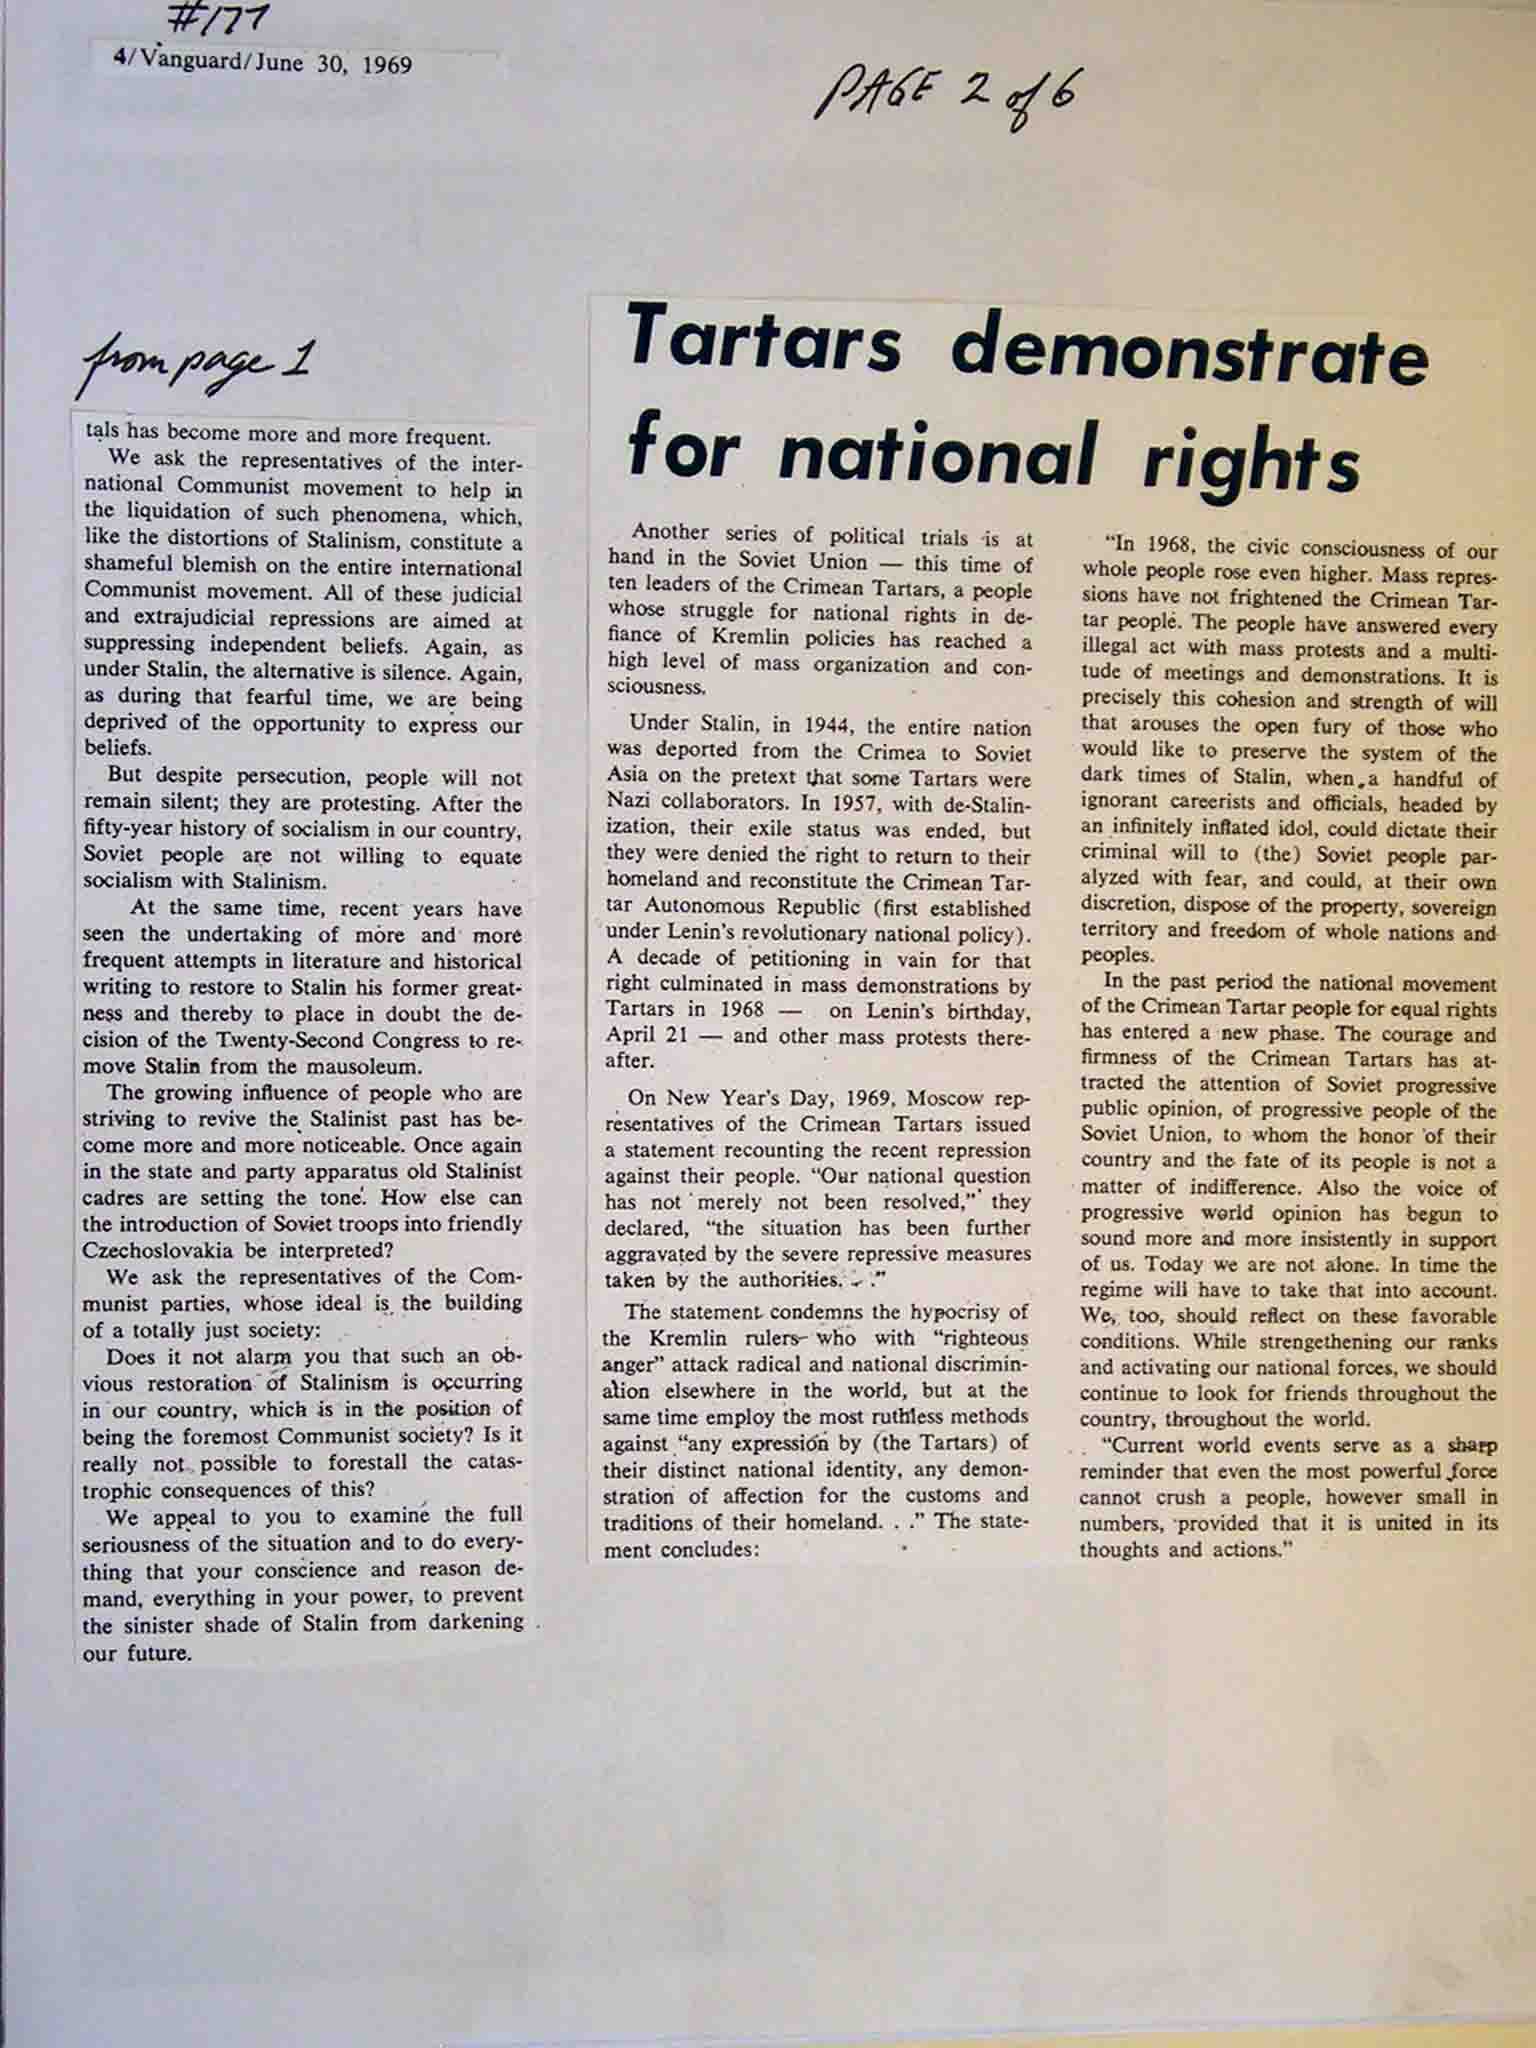 #177
4/Vanguard/June 30, 1969
PAGE 2 of 6
from page 1
tals has become more and more frequent.
We ask the representatives of the inter-
national Communist movement to help in
the liquidation of such phenomena, which,
like the distortions of Stalinism, constitute a
shameful blemish on the entire international
Communist movement. All of these judicial
and extrajudicial repressions are aimed at
suppressing independent beliefs. Again, as
under Stalin, the alternative is silence. Again,
as during that fearful time, we are being
deprived of the opportunity to express our
beliefs.
But despite persecution, people will not
remain silent; they are protesting. After the
fifty-year history of socialism in our country,
Soviet people are not willing to equate
socialism with Stalinism.
At the same time, recent years have
seen the undertaking of more and more
frequent attempts in literature and historical
writing to restore to Stalin his former great-
ness and thereby to place in doubt the de-
cision of the Twenty-Second Congress to re-
move Stalin from the mausoleum.
The growing influence of people who are
striving to revive the Stalinist past has be-
come more and more noticeable. Once again
in the state and party apparatus old Stalinist
cadres are setting the tone. How else can
the introduction of Soviet troops into friendly
Czechoslovakia be interpreted?
We ask the representatives of the Com-
munist parties, whose ideal is the building
of a totally just society:
Does it not alarm you that such an ob-
vious restoration of Stalinism is occurring
in our country, which is in the position of
being the foremost Communist society? Is it
really not possible to forestall the catas-
trophic consequences of this?
We appeal to you to examine the full
seriousness of the situation and to do every-
thing that your conscience and reason de-
mand, everything in your power, to prevent
the sinister shade of Stalin from darkening
our future.
Tartars demonstrate
for national rights
Another series of political trials is at
hand in the Soviet Union — this time of
ten leaders of the Crimean Tartars, a people
whose struggle for national rights in de-
fiance of Kremlin policies has reached a
high level of mass organization and con-
sciousness.
Under Stalin, in 1944, the entire nation
was deported from the Crimea to Soviet
Asia on the pretext that some Tartars were
Nazi collaborators. In 1957, with de-Stalin-
ization, their exile status was ended, but
they were denied the right to return to their
homeland and reconstitute the Crimean Tar-
tar Autonomous Republic (first established
under Lenin's revolutionary national policy).
A decade of petitioning in vain for that
right culminated in mass demonstrations by
Tartars in 1968 — on Lenin's birthday,
April 21 — and other mass protests there-
after.
On New Year's Day, 1969, Moscow rep-
resentatives of the Crimean Tartars issued
a statement recounting the recent repression
against their people. "Our national question
has not merely not been resolved," they
declared, "the situation has been further
aggravated by the severe repressive measures
taken by the authorities. . ."
The statement condemns the hypocrisy of
the Kremlin rulers who with "righteous
anger" attack radical and national discrimin-
ation elsewhere in the world, but at the
same time employ the most ruthless methods
against "any expression by (the Tartars) of
their distinct national identity, any demon-
stration of affection for the customs and
traditions of their homeland. . ." The state-
ment concludes:
"In 1968, the civic consciousness of our
whole people rose even higher. Mass repres-
sions have not frightened the Crimean Tar-
tar people. The people have answered every
illegal act with mass protests and a multi-
tude of meetings and demonstrations. It is
precisely this cohesion and strength of will
that arouses the open fury of those who
would like to preserve the system of the
dark times of Stalin, when a handful of
ignorant careerists and officials, headed by
an infinitely inflated idol, could dictate their
criminal will to (the) Soviet people par-
alyzed with fear, and could, at their own
discretion, dispose of the property, sovereign
territory and freedom of whole nations and
peoples.
In the past period the national movement
of the Crimean Tartar people for equal rights
has entered a new phase. The courage and
firmness of the Crimean Tartars has at-
tracted the attention of Soviet progressive
public opinion, of progressive people of the
Soviet Union, to whom the honor of their
country and the fate of its people is not a
matter of indifference. Also the voice of
progressive world opinion has begun to
sound more and more insistently in support
of us. Today we are not alone. In time the
regime will have to take that into account.
We, too, should reflect on these favorable
conditions. While strengethening our ranks
and activating our national forces, we should
continue to look for friends throughout the
country, throughout the world.
"Current world events serve as a sharp
reminder that even the most powerful force
cannot crush a people, however small in
numbers, provided that it is united in its
thoughts and actions."